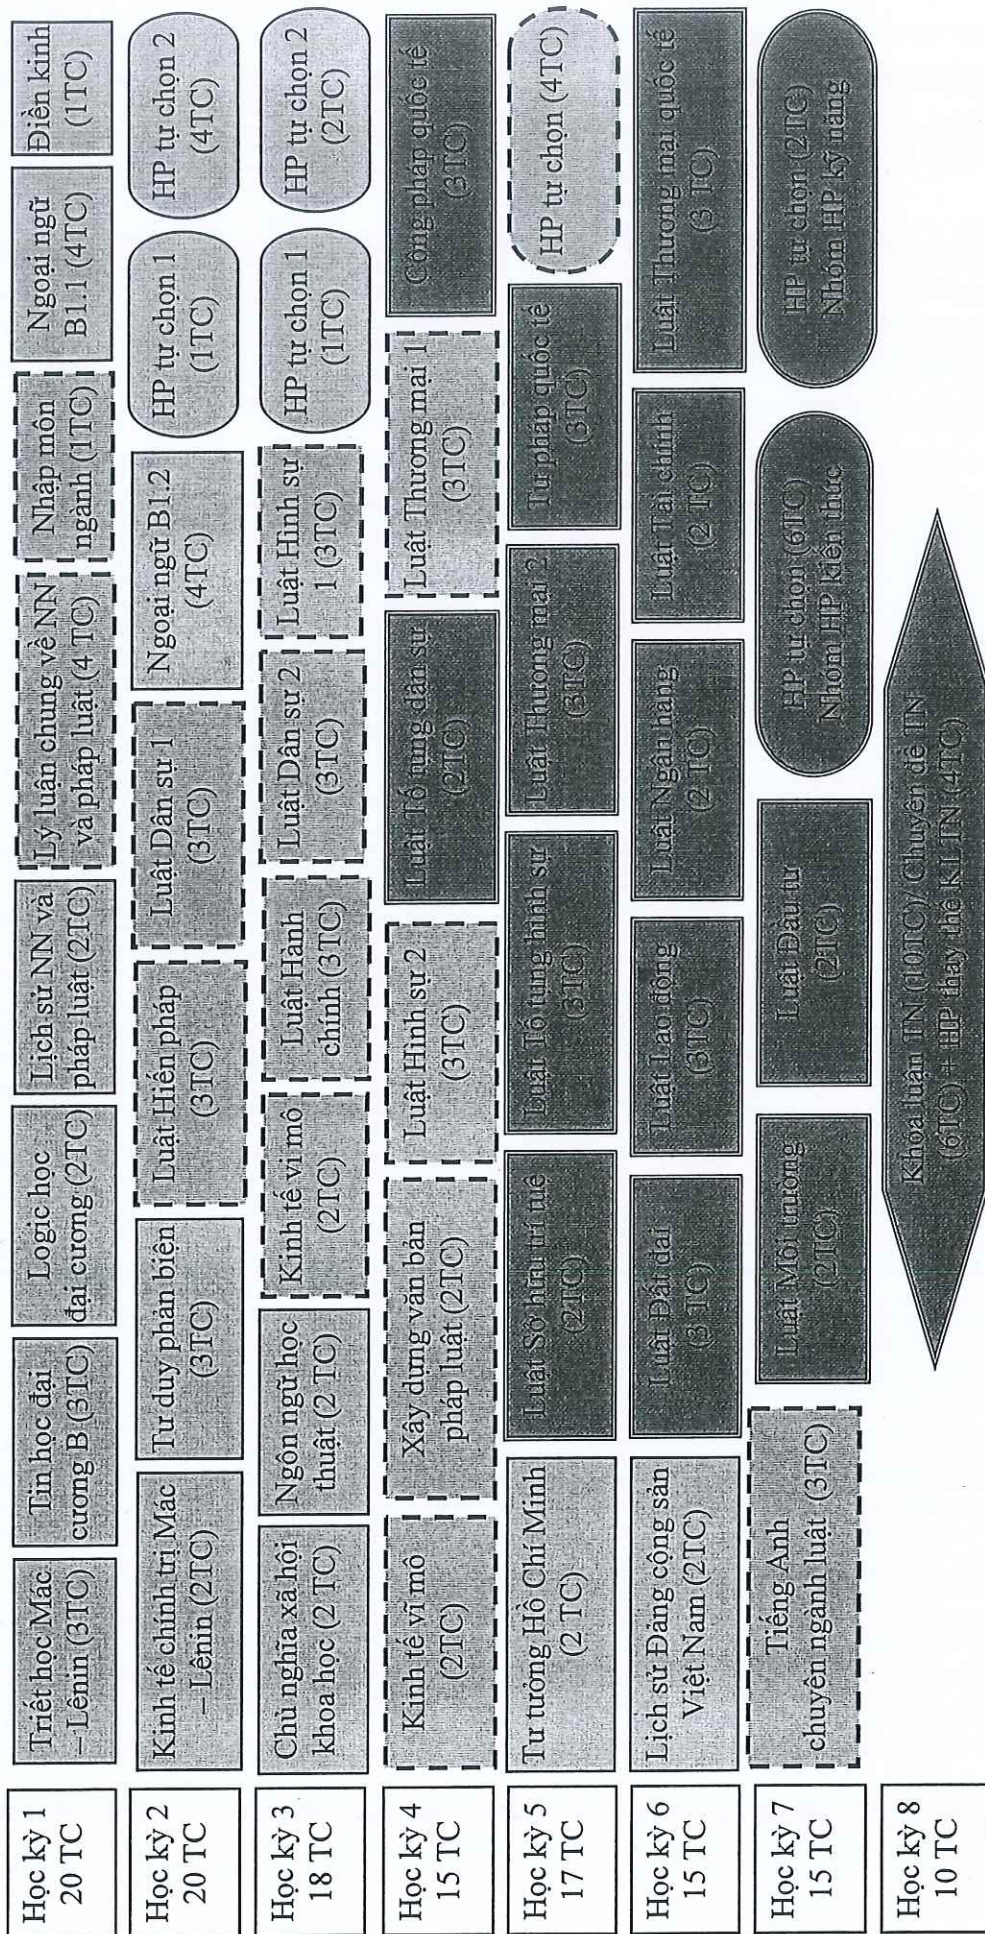 Học kỳ 1
20 TC
Triết học Mác
– Lênin (3TC)
Tin học đại
cương B (3TC)
Logic học
đại cương (2TC)
Lịch sử NN và
pháp luật (2TC)
Lý luận chung về NN
và pháp luật (4 TC)
Nhập môn
ngành (1TC)
Ngoại ngữ
B1.1 (4TC)
Điền kinh
(1TC)
Học kỳ 2
20 TC
Kinh tế chính trị Mác
– Lênin (2TC)
Tư duy phản biện
(3TC)
Luật Hiến pháp
(3TC)
Luật Dân sự 1
(3TC)
Ngoại ngữ B1.2
(4TC)
HP tự chọn 1
(1TC)
HP tự chọn 2
(4TC)
Học kỳ 3
18 TC
Chủ nghĩa xã hội
khoa học (2 TC)
Ngôn ngữ học
thuật (2 TC)
Kinh tế vi mô
(2TC)
Luật Hành
chính (3TC)
Luật Dân sự 2
(3TC)
Luật Hình sự
1 (3TC)
HP tự chọn 1
(1TC)
HP tự chọn 2
(2TC)
Học kỳ 4
15 TC
Kinh tế vĩ mô
(2TC)
Xây dựng văn bản
pháp luật (2TC)
Luật Hình sự 2
(3TC)
Luật Tố tụng dân sự
(2TC)
Luật Thương mại 1
(3TC)
Công pháp quốc tế
(3TC)
Học kỳ 5
17 TC
Tư tưởng Hồ Chí Minh
(2 TC)
Luật Sở hữu trí tuệ
(2TC)
Luật Tố tụng hình sự
(3TC)
Luật Thương mại 2
(3TC)
Tư pháp quốc tế
(3TC)
HP tự chọn (4TC)
Học kỳ 6
15 TC
Lịch sử Đảng cộng sản
Việt Nam (2TC)
Luật Đất đai
(3 TC)
Luật Lao động
(3TC)
Luật Ngân hàng
(2 TC)
Luật Tài chính
(2 TC)
Luật Thương mại quốc tế
(3 TC)
Học kỳ 7
15 TC
Tiếng Anh
chuyên ngành luật (3TC)
Luật Môi trường
(2TC)
Luật Đầu tư
(2TC)
HP tự chọn (6TC)
Nhóm HP kiến thức
HP tự chọn (2TC)
Nhóm HP kỹ năng
Học kỳ 8
10 TC
Khóa luận TN (10TC)/ Chuyên đề TN
(6TC) + HP thay thế KLTN (4TC)